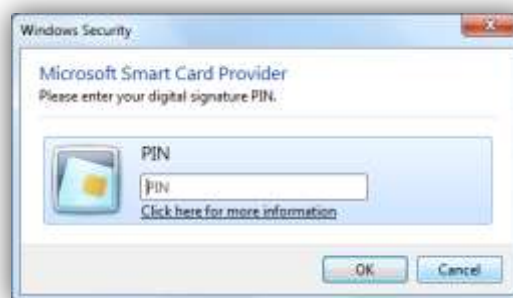 Windows Security
Microsoft Smart Card Provider
Please enter your digital signature PIN.
PIN
PIN
Click here for more information
OK
Cancel